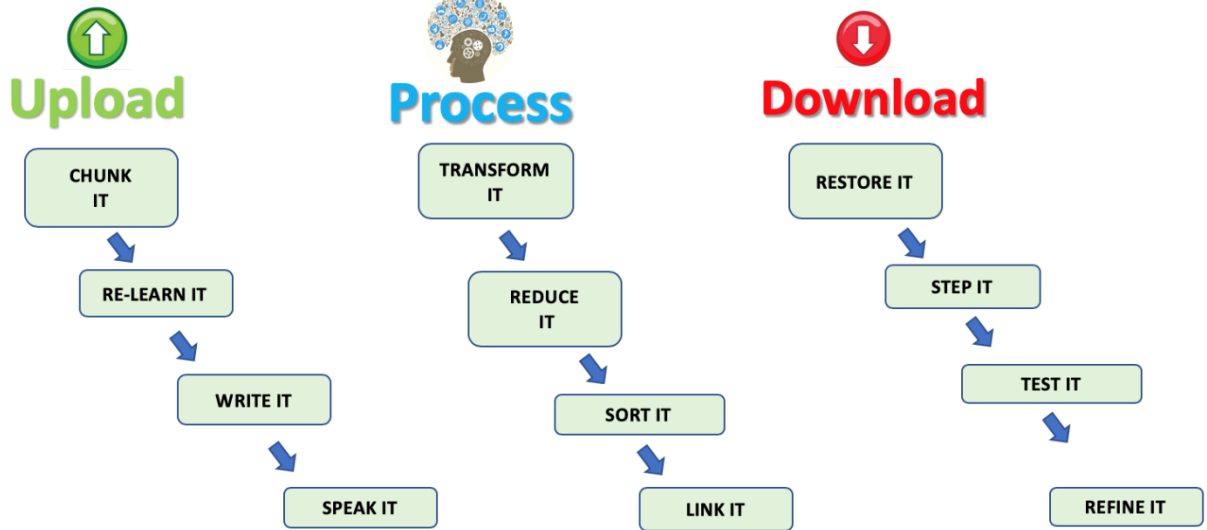 Upload
CHUNK
IT
RE-LEARN IT
WRITE IT
SPEAK IT
Process
TRANSFORM
IT
REDUCE
IT
SORT IT
LINK IT
Download
RESTORE IT
STEP IT
TEST IT
REFINE IT